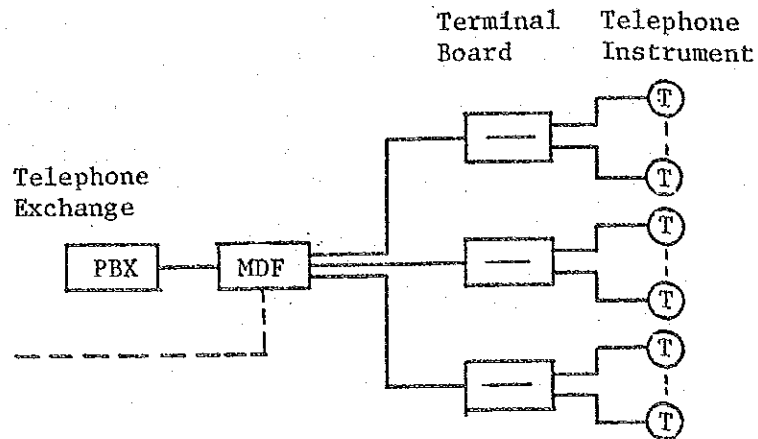 Terminal
Board
Telephone
Instrument
T
T
Telephone
Exchange
T
PBX
MDF
T
T
T